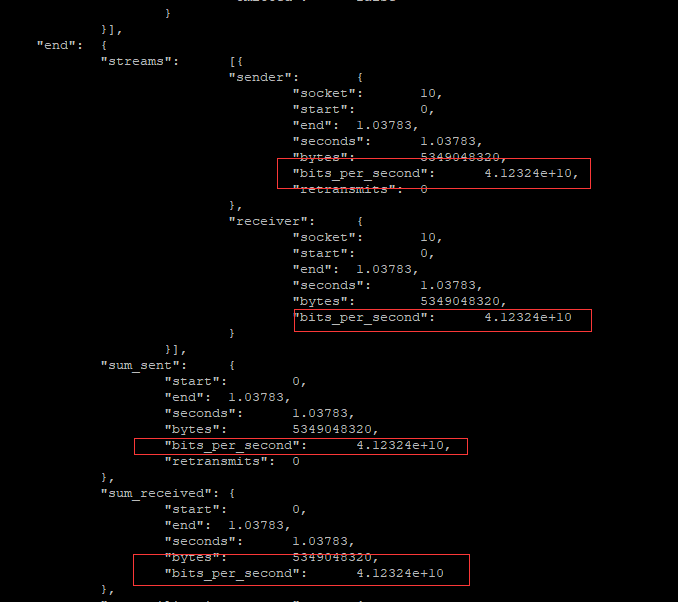 }
}],
"end": {
"streams": [{
"sender": {
"socket": 10,
"start": 0,
"end": 1.03783,
"seconds": 1.03783,
"bytes": 5349048320,
"bits_per_second": 4.12324e+10,
"retransmits": 0
},
"receiver": {
"socket": 10,
"start": 0,
"end": 1.03783,
"seconds": 1.03783,
"bytes": 5349048320,
"bits_per_second": 4.12324e+10
}
}],
"sum_sent": {
"start": 0,
"end": 1.03783,
"seconds": 1.03783,
"bytes": 5349048320,
"bits_per_second": 4.12324e+10,
"retransmits": 0
},
"sum_received": {
"start": 0,
"end": 1.03783,
"seconds": 1.03783,
"bytes": 5349048320,
"bits_per_second": 4.12324e+10
},